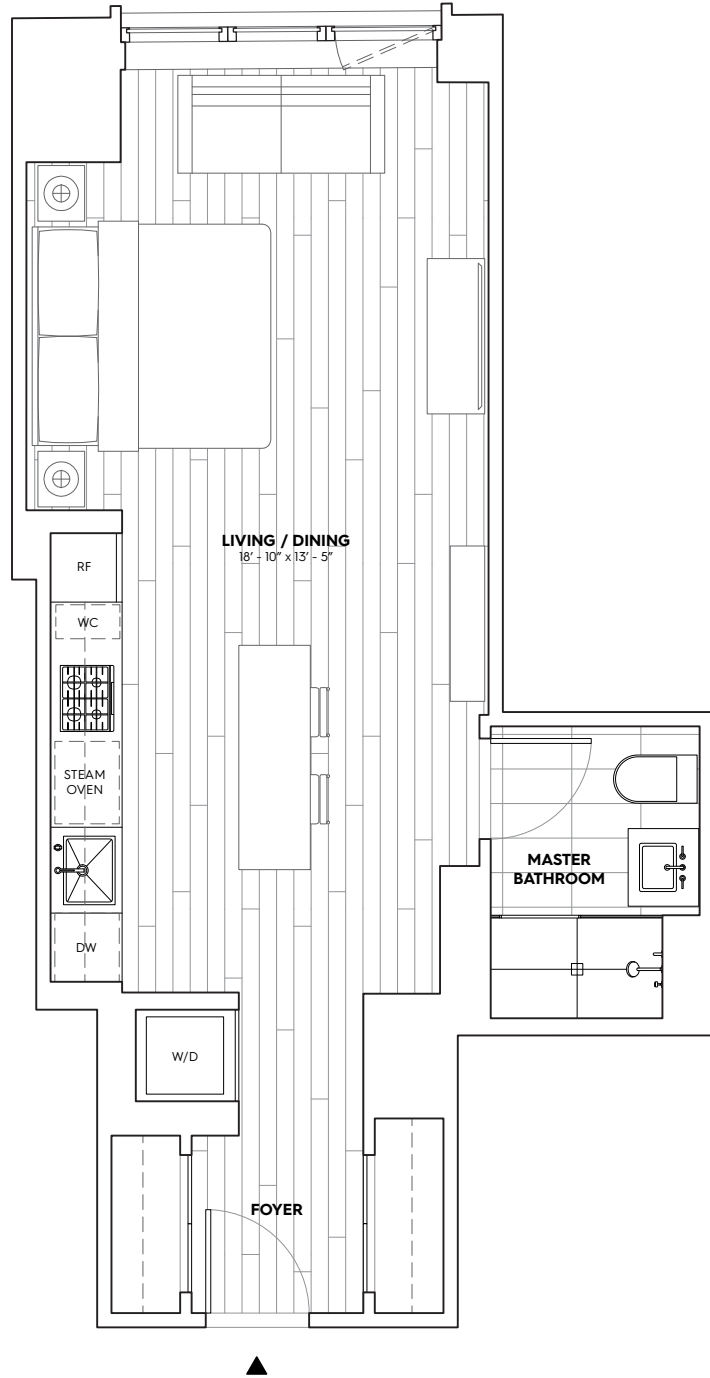 LIVING / DINING
18' - 10" x 13' - 5"
RF
WC
STEAM
OVEN
MASTER
BATHROOM
DW
W/D
FOYER